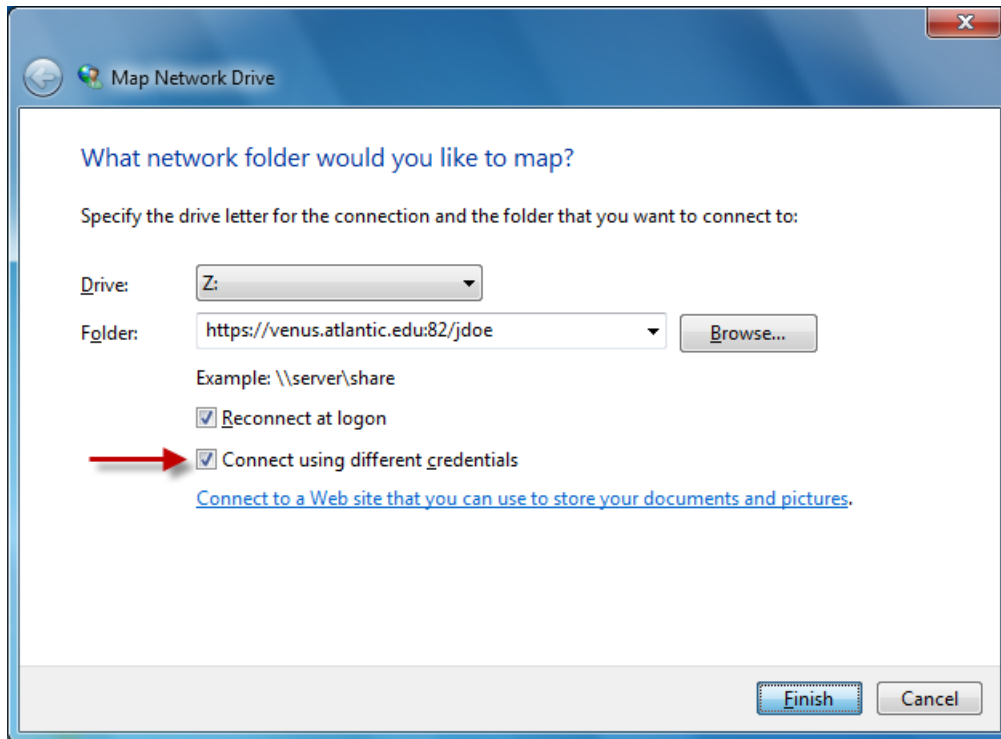 Map Network Drive
What network folder would you like to map?
Specify the drive letter for the connection and the folder that you want to connect to:
Drive: Z:
Folder: https://venus.atlantic.edu:82/jdoe Browse...
Example: \\server\share
Reconnect at logon
Connect using different credentials
Connect to a Web site that you can use to store your documents and pictures.
Finish Cancel